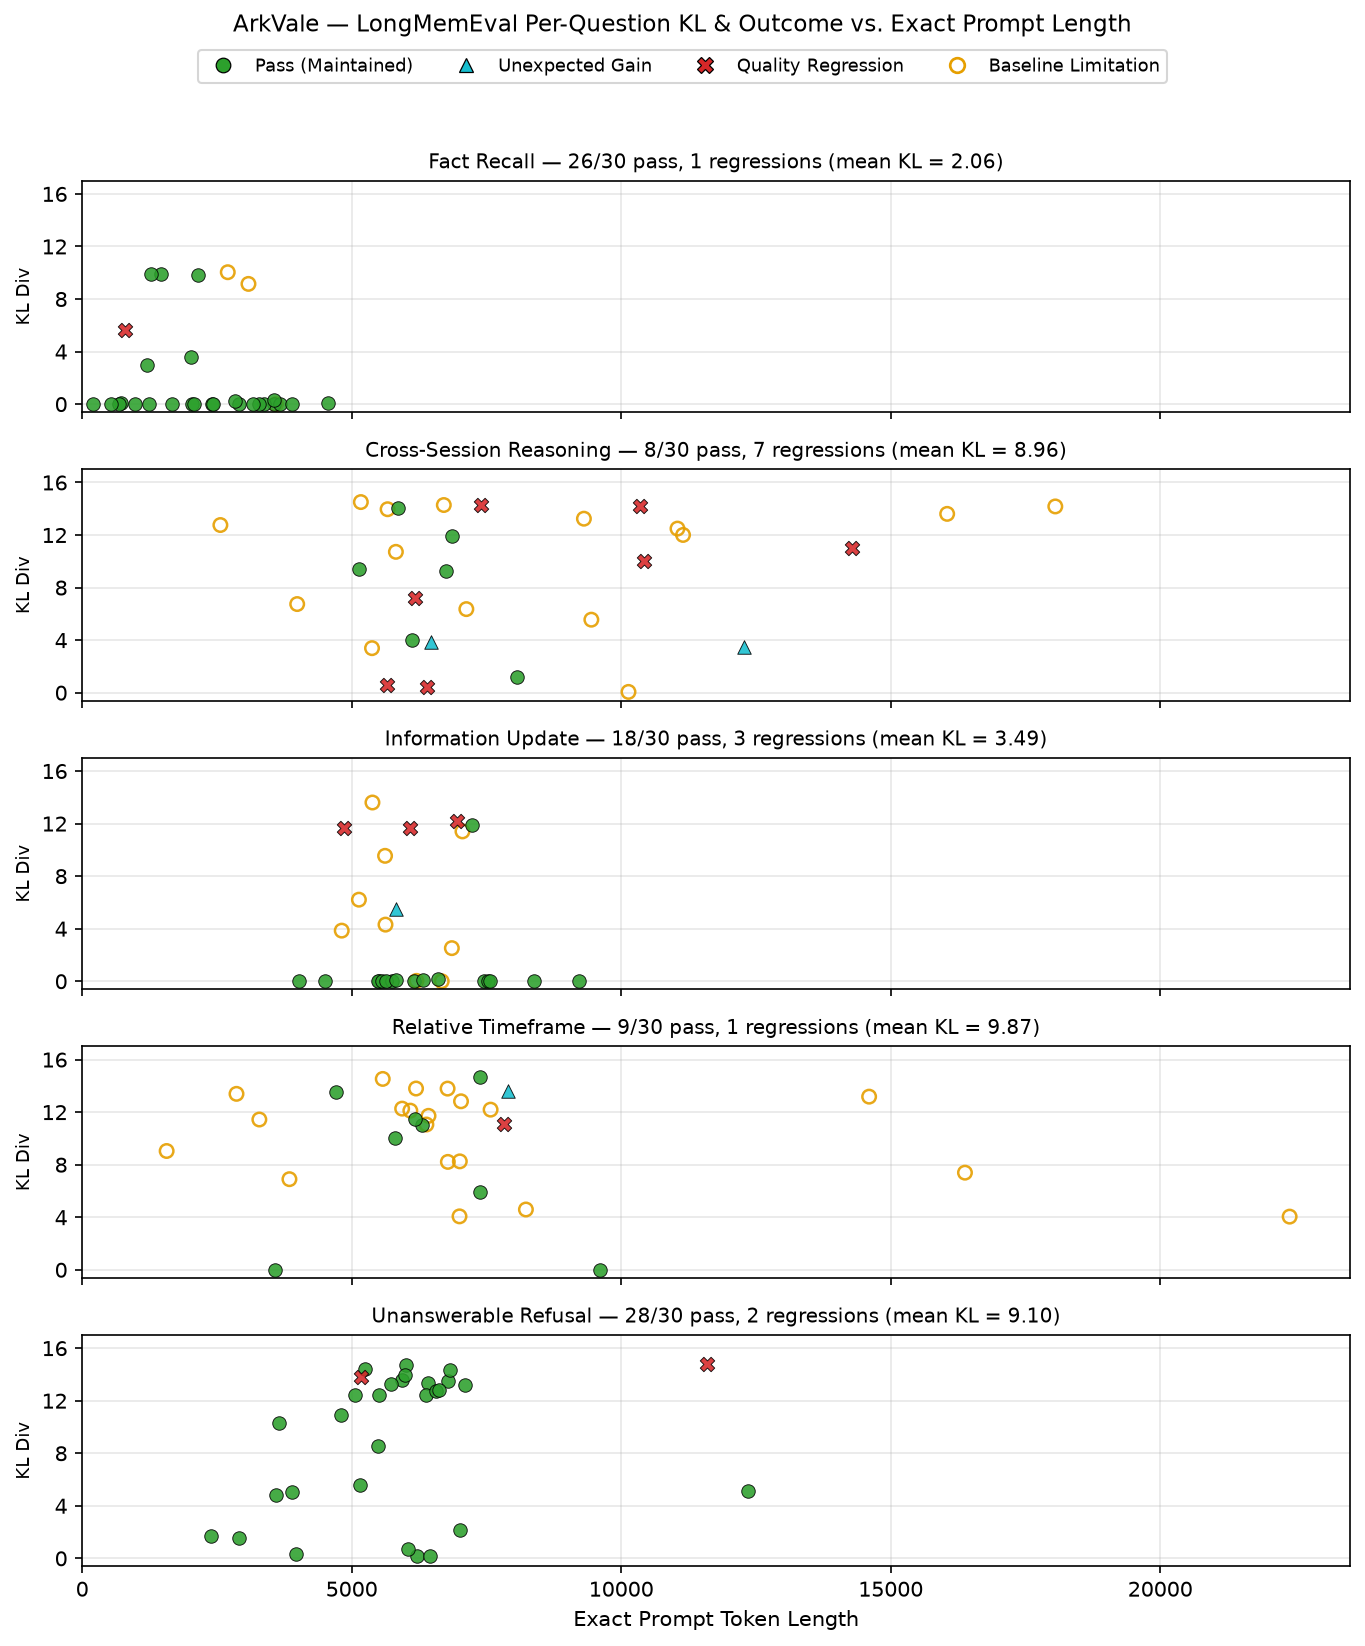 ArkVale — LongMemEval Per-Question KL & Outcome vs. Exact Prompt Length
Pass (Maintained) Unexpected Gain Quality Regression Baseline Limitation
Fact Recall — 26/30 pass, 1 regressions (mean KL = 2.06)
16
12
8
4
0
KL Div
Cross-Session Reasoning — 8/30 pass, 7 regressions (mean KL = 8.96)
16
12
8
4
0
KL Div
Information Update — 18/30 pass, 3 regressions (mean KL = 3.49)
16
12
8
4
0
KL Div
Relative Timeframe — 9/30 pass, 1 regressions (mean KL = 9.87)
16
12
8
4
0
KL Div
Unanswerable Refusal — 28/30 pass, 2 regressions (mean KL = 9.10)
16
12
8
4
0
KL Div
0 5000 10000 15000 20000
Exact Prompt Token Length